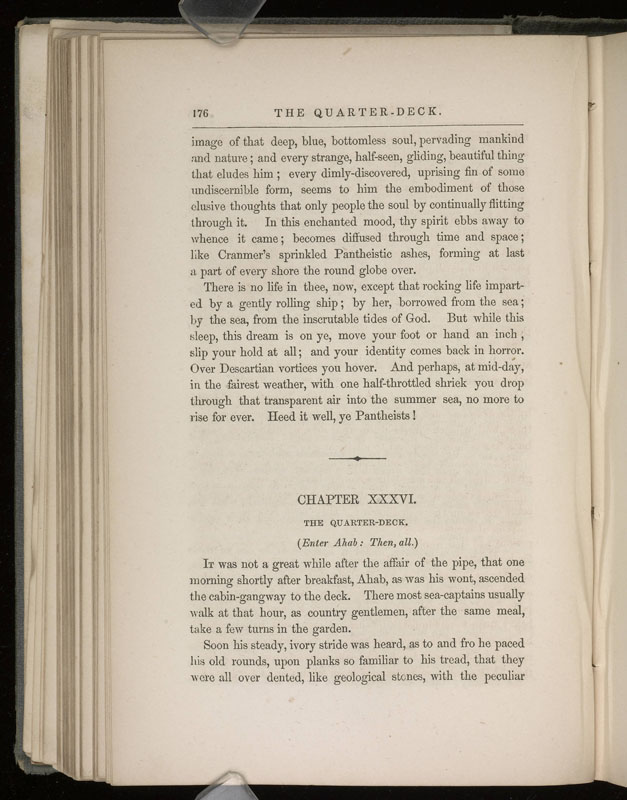 176 THE QUARTER-DECK.
image of that deep, blue, bottomless soul, pervading mankind
and nature; and every strange, half-seen, gliding, beautiful thing
that eludes him; every dimly-discovered, uprising fin of some
undiscernible form, seems to him the embodiment of those
elusive thoughts that only people the soul by continually flitting
through it. In this enchanted mood, thy spirit ebbs away to
whence it came; becomes diffused through time and space;
like Cranmer's sprinkled Pantheistic ashes, forming at last
a part of every shore the round globe over.
There is no life in thee, now, except that rocking life impart-
ed by a gently rolling ship; by her, borrowed from the sea;
by the sea, from the inscrutable tides of God. But while this
sleep, this dream is on ye, move your foot or hand an inch,
slip your hold at all; and your identity comes back in horror.
Over Descartian vortices you hover. And perhaps, at mid-day,
in the fairest weather, with one half-throttled shriek you drop
through that transparent air into the summer sea, no more to
rise for ever. Heed it well, ye Pantheists!
CHAPTER XXXVI.
THE QUARTER-DECK.
(Enter Ahab: Then, all.)
It was not a great while after the affair of the pipe, that one
morning shortly after breakfast, Ahab, as was his wont, ascended
the cabin-gangway to the deck. There most sea-captains usually
walk at that hour, as country gentlemen, after the same meal,
take a few turns in the garden.
Soon his steady, ivory stride was heard, as to and fro he paced
his old rounds, upon planks so familiar to his tread, that they
were all over dented, like geological stones, with the peculiar